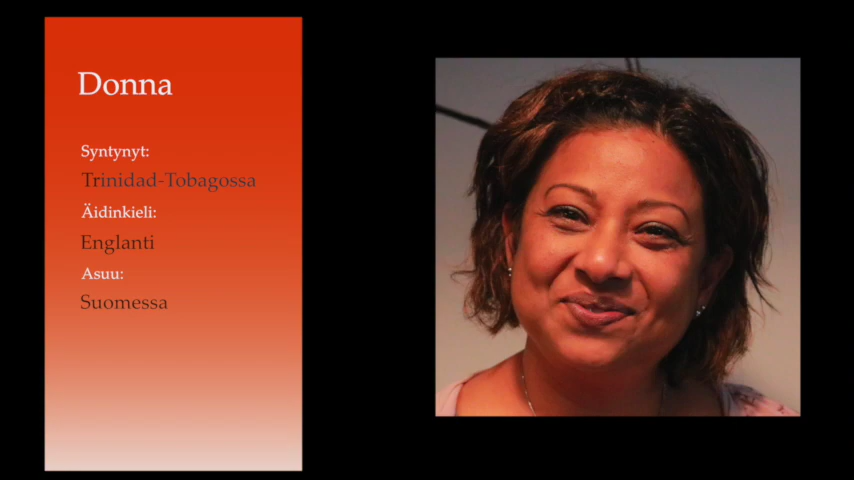 Donna
Syntynyt:
Trinidad-Tobagossa
Äidinkieli:
Englanti
Asuu:
Suomessa